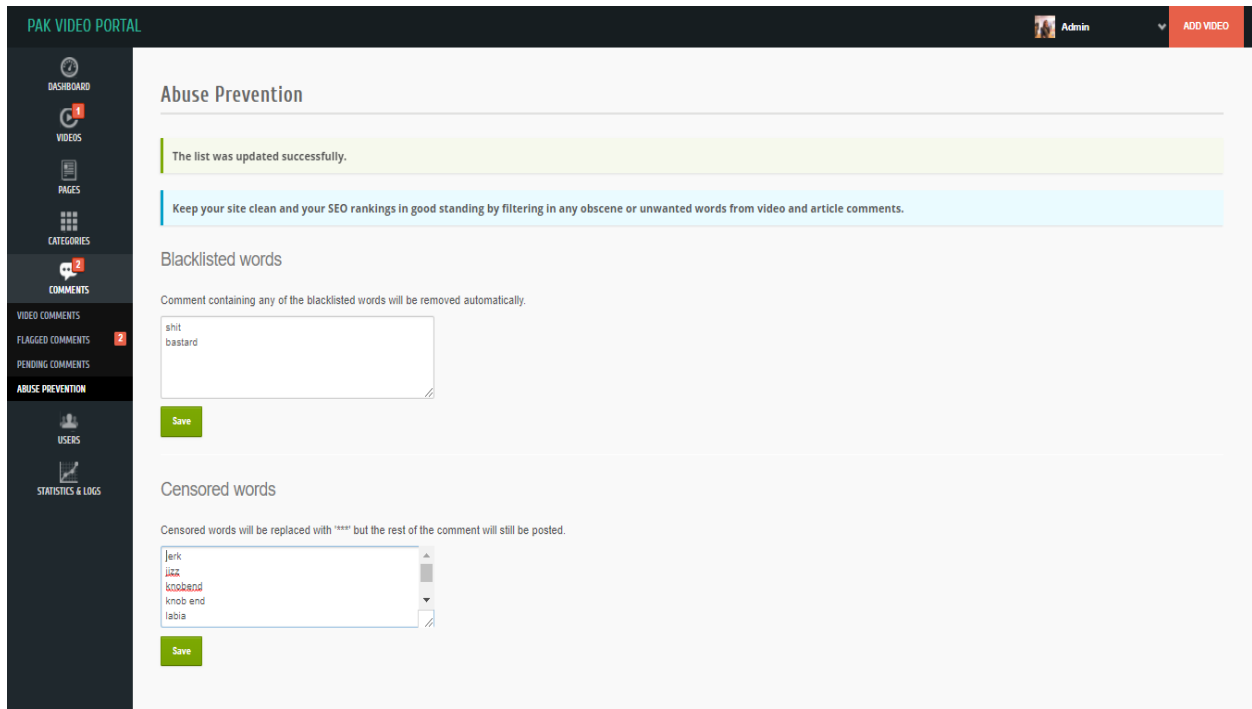 PAK VIDEO PORTAL
Admin
ADD VIDEO
DASHBOARD
1
VIDEOS
PAGES
CATEGORIES
2
COMMENTS
VIDEO COMMENTS
FLAGGED COMMENTS 2
PENDING COMMENTS
ABUSE PREVENTION
USERS
STATISTICS & LOGS
Abuse Prevention
The list was updated successfully.
Keep your site clean and your SEO rankings in good standing by filtering in any obscene or unwanted words from video and article comments.
Blacklisted words
Comment containing any of the blacklisted words will be removed automatically.
shit
bastard
Save
Censored words
Censored words will be replaced with '***' but the rest of the comment will still be posted.
jerk
jizz
knobend
knob end
labia
Save